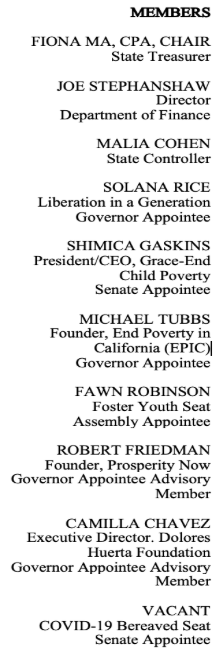 MEMBERS
FIONA MA, CPA, CHAIR
State Treasurer
JOE STEPHANSHAW
Director
Department of Finance
MALIA COHEN
State Controller
SOLANA RICE
Liberation in a Generation
Governor Appointee
SHIMICA GASKINS
President/CEO, Grace-End
Child Poverty
Senate Appointee
MICHAEL TUBBS
Founder, End Poverty in
California (EPIC)
Governor Appointee
FAWN ROBINSON
Foster Youth Seat
Assembly Appointee
ROBERT FRIEDMAN
Founder, Prosperity Now
Governor Appointee Advisory
Member
CAMILLA CHAVEZ
Executive Director. Dolores
Huerta Foundation
Governor Appointee Advisory
Member
VACANT
COVID-19 Bereaved Seat
Senate Appointee